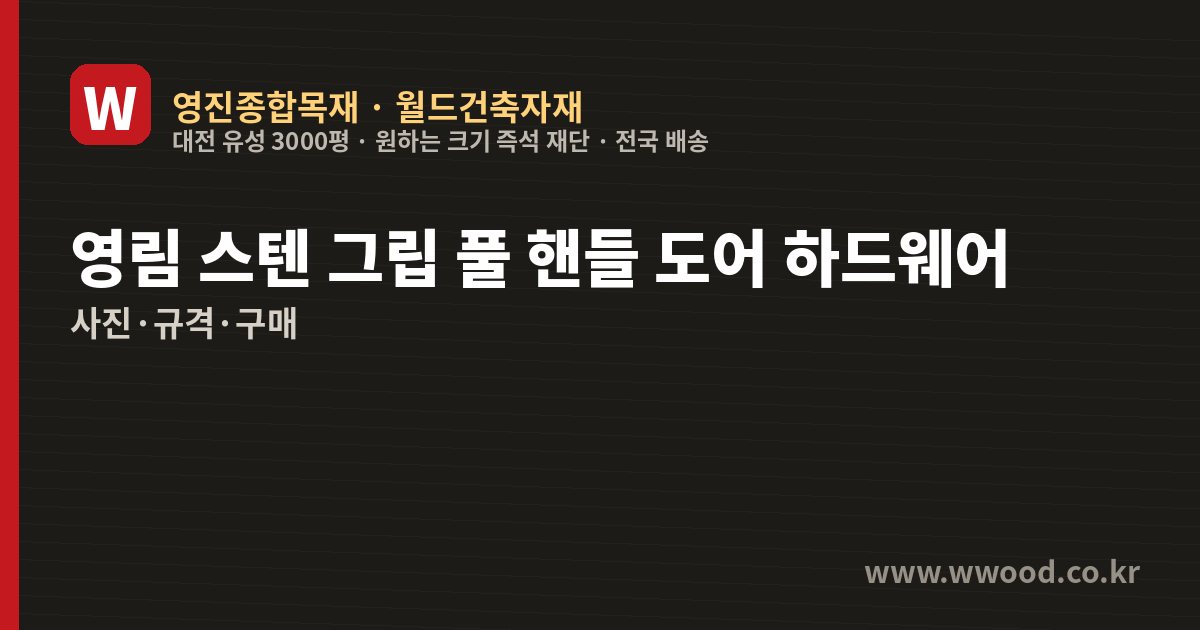 W
영진종합목재 · 월드건축자재
대전 유성 3000평 · 원하는 크기 즉석 재단 · 전국 배송
영림 스텐 그립 풀 핸들 도어 하드웨어
사진·규격·구매
www.wwood.co.kr